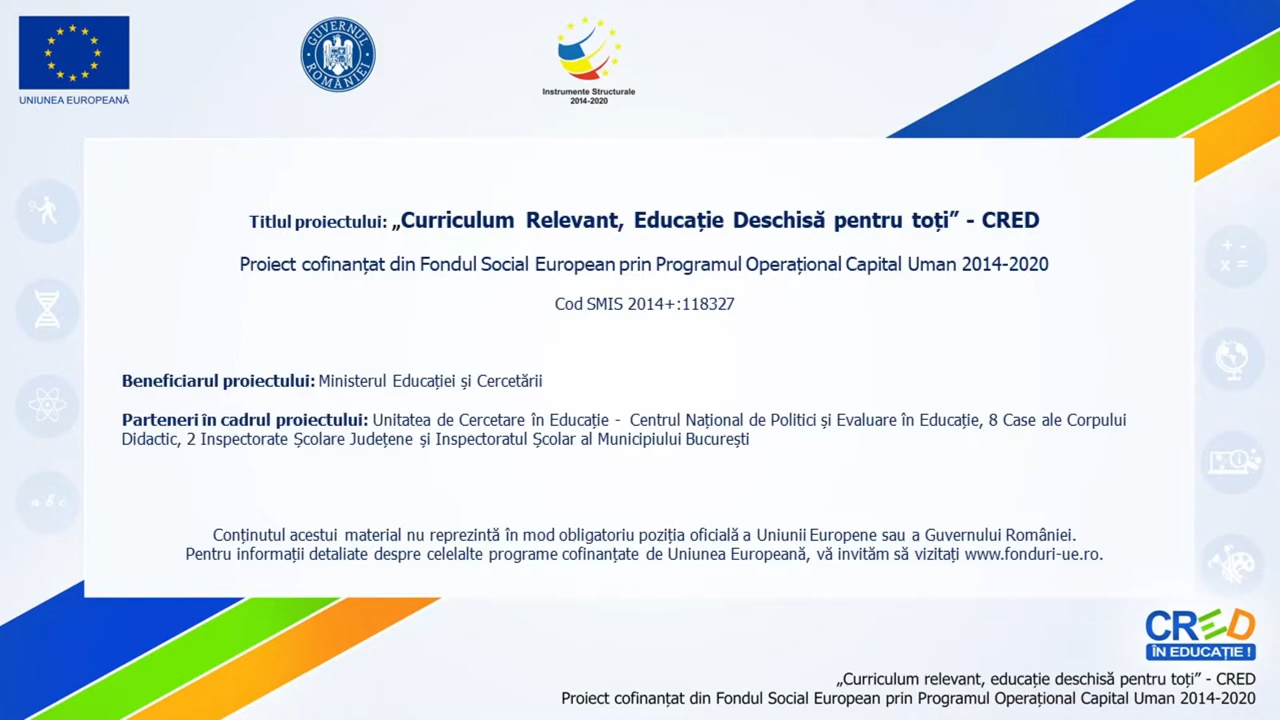 UNIUNEA EUROPEANĂ
GUVERNUL ROMÂNIEI
Instrumente Structurale
2014-2020
Titlul proiectului: „Curriculum Relevant, Educație Deschisă pentru toți” - CRED
Proiect cofinanțat din Fondul Social European prin Programul Operațional Capital Uman 2014-2020
Cod SMIS 2014+:118327
+ -
x =
Beneficiarul proiectului: Ministerul Educației și Cercetării
Parteneri în cadrul proiectului: Unitatea de Cercetare în Educație - Centrul Național de Politici și Evaluare în Educație, 8 Case ale Corpului
Didactic, 2 Inspectorate Școlare Județene și Inspectoratul Școlar al Municipiului București
a b c
Conținutul acestui material nu reprezintă în mod obligatoriu poziția oficială a Uniunii Europene sau a Guvernului României.
Pentru informații detaliate despre celelalte programe cofinanțate de Uniunea Europeană, vă invităm să vizitați www.fonduri-ue.ro.
CRED
ÎN EDUCAȚIE !
„Curriculum relevant, educație deschisă pentru toți” - CRED
Proiect cofinanțat din Fondul Social European prin Programul Operațional Capital Uman 2014-2020